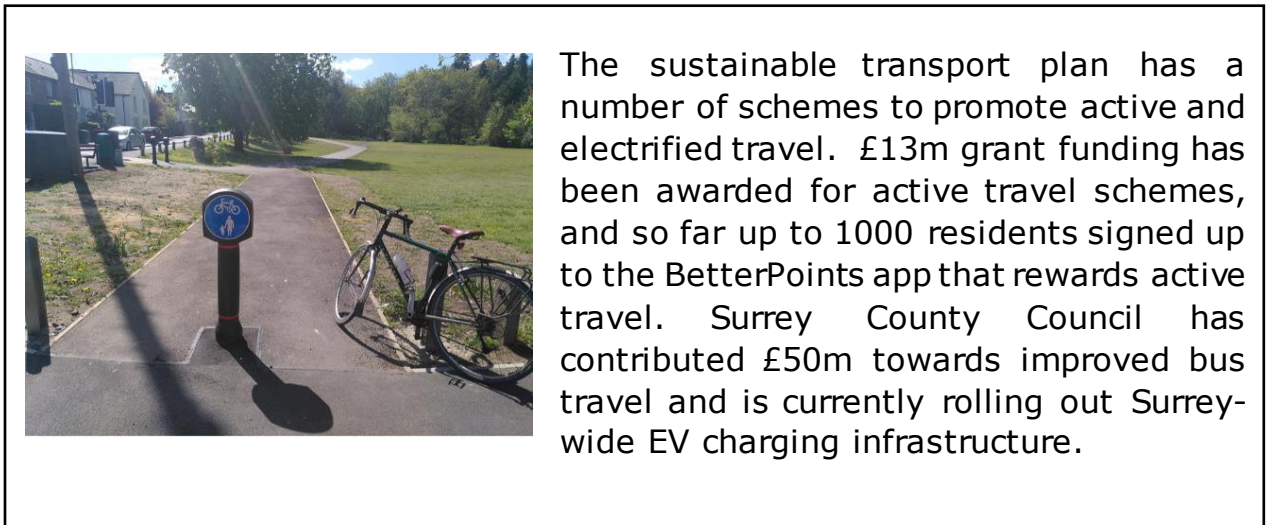 The sustainable transport plan has a
number of schemes to promote active and
electrified travel. £13m grant funding has
been awarded for active travel schemes,
and so far up to 1000 residents signed up
to the BetterPoints app that rewards active
travel. Surrey County Council has
contributed £50m towards improved bus
travel and is currently rolling out Surrey-
wide EV charging infrastructure.